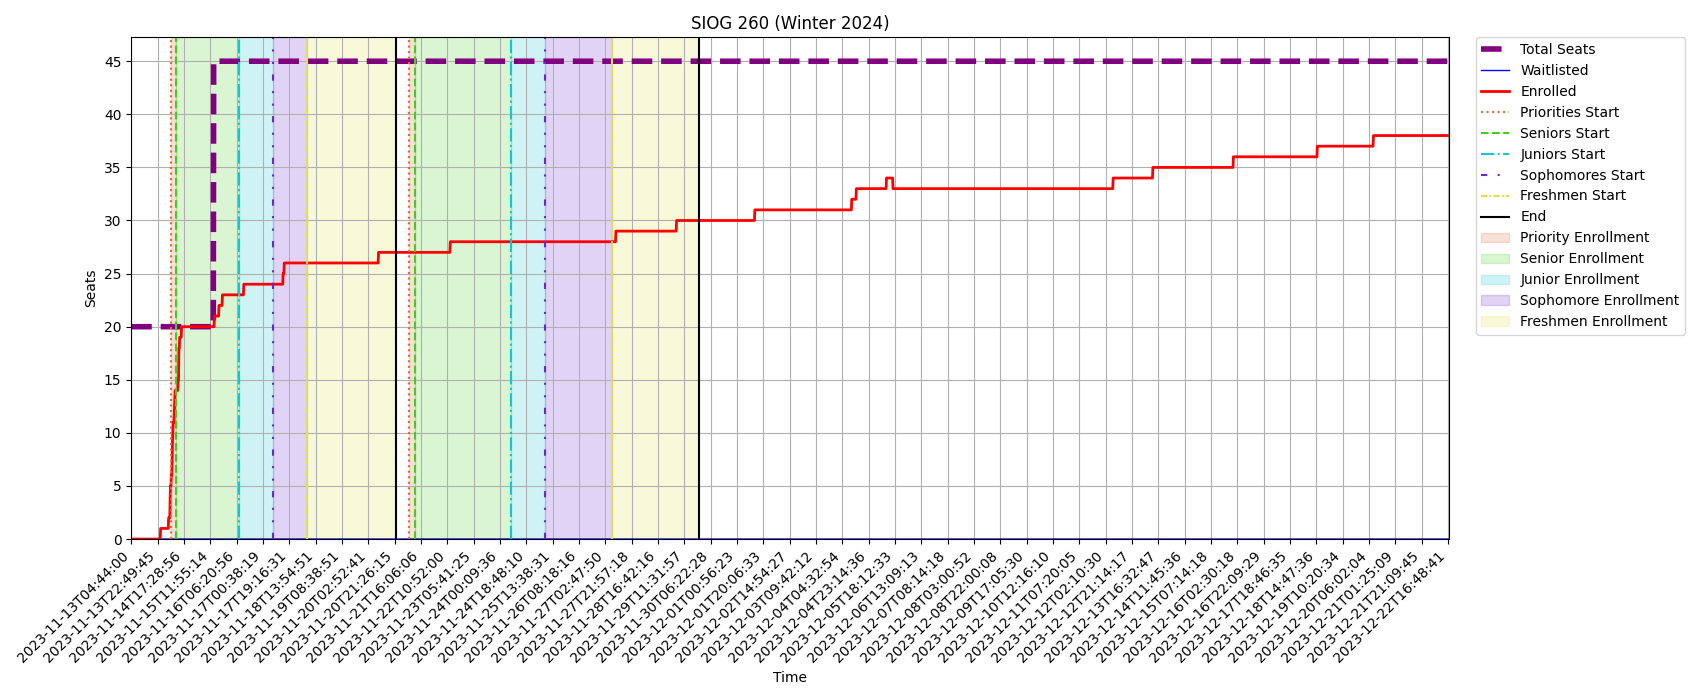 SIOG 260 (Winter 2024)
45
40
35
30
25
20
15
10
5
0
Seats
2023-11-13T04:44:00
2023-11-13T22:49:45
2023-11-14T17:28:56
2023-11-15T11:55:14
2023-11-16T06:20:56
2023-11-17T00:38:19
2023-11-17T19:16:31
2023-11-18T13:54:51
2023-11-19T08:38:51
2023-11-20T02:52:41
2023-11-20T21:26:15
2023-11-21T16:06:06
2023-11-22T10:52:00
2023-11-23T05:41:25
2023-11-24T00:09:36
2023-11-24T18:48:10
2023-11-25T13:38:31
2023-11-26T08:18:16
2023-11-27T02:47:50
2023-11-27T21:57:18
2023-11-28T16:42:16
2023-11-29T11:31:57
2023-11-30T06:22:28
2023-12-01T00:56:23
2023-12-01T20:06:33
2023-12-02T14:54:27
2023-12-03T09:42:12
2023-12-04T04:32:54
2023-12-04T23:14:36
2023-12-05T18:12:33
2023-12-06T13:09:13
2023-12-07T08:14:18
2023-12-08T03:00:52
2023-12-08T22:00:08
2023-12-09T17:05:30
2023-12-10T12:16:10
2023-12-11T07:20:05
2023-12-12T02:10:30
2023-12-12T21:14:17
2023-12-13T16:32:47
2023-12-14T11:45:36
2023-12-15T07:14:18
2023-12-16T02:30:18
2023-12-16T22:09:29
2023-12-17T18:46:35
2023-12-18T14:47:36
2023-12-19T10:20:34
2023-12-20T06:02:04
2023-12-21T01:25:09
2023-12-21T21:09:45
2023-12-22T16:48:41
Time
Total Seats
Waitlisted
Enrolled
Priorities Start
Seniors Start
Juniors Start
Sophomores Start
Freshmen Start
End
Priority Enrollment
Senior Enrollment
Junior Enrollment
Sophomore Enrollment
Freshmen Enrollment